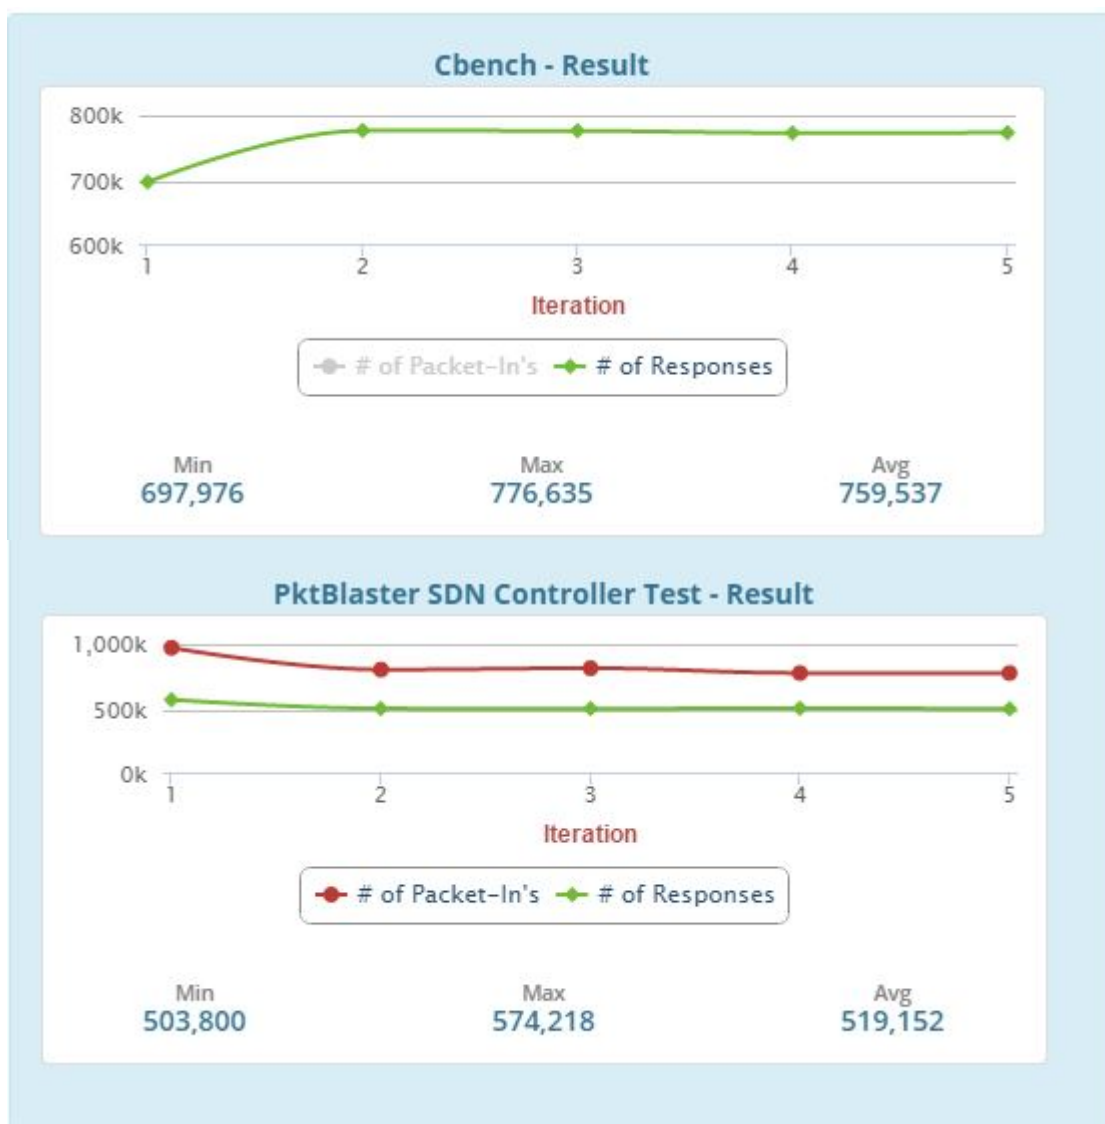 Cbench - Result
800k
700k
600k
1 2 3 4 5
Iteration
# of Packet-In's # of Responses
Min Max Avg
697,976 776,635 759,537
PktBlaster SDN Controller Test - Result
1,000k
500k
0k
1 2 3 4 5
Iteration
# of Packet-In's # of Responses
Min Max Avg
503,800 574,218 519,152